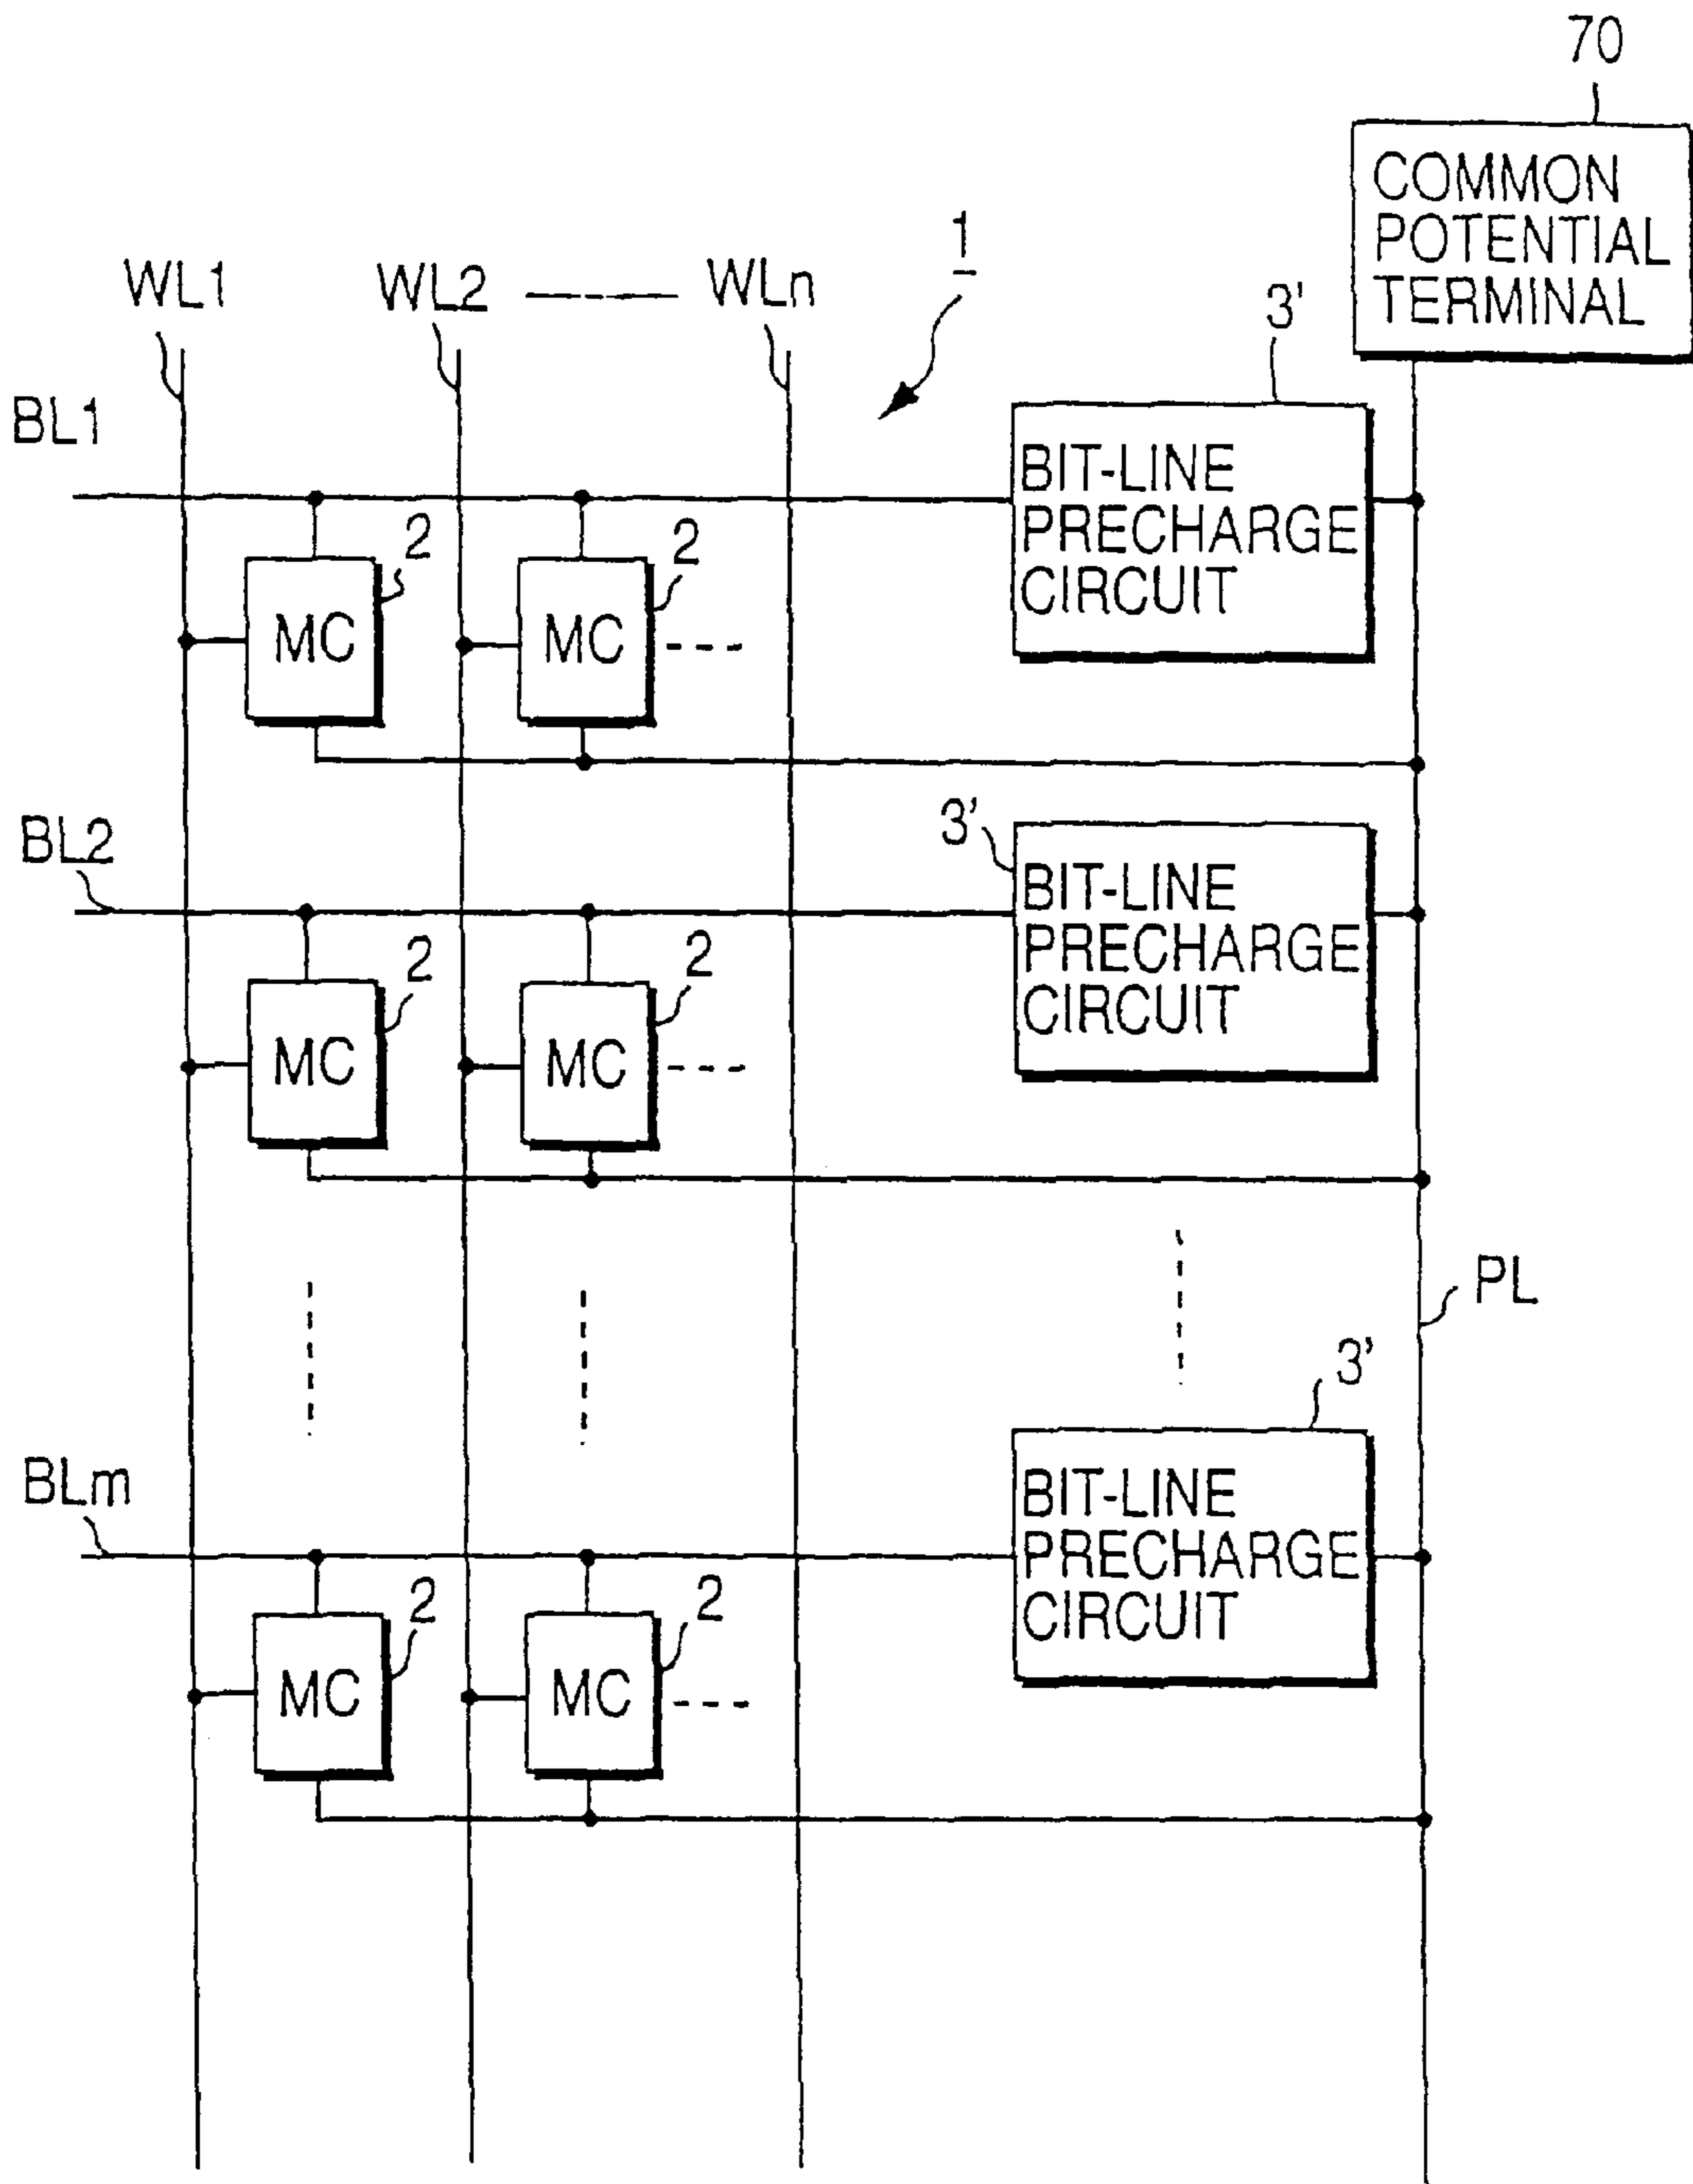 70
COMMON
POTENTIAL
TERMINAL
1
WL1 WL2 WLn
3'
BL1
BIT-LINE
PRECHARGE
CIRCUIT
2 2
MC MC
BL2
3'
BIT-LINE
PRECHARGE
CIRCUIT
2 2
MC MC
PL
3'
BLm
BIT-LINE
PRECHARGE
CIRCUIT
2 2
MC MC